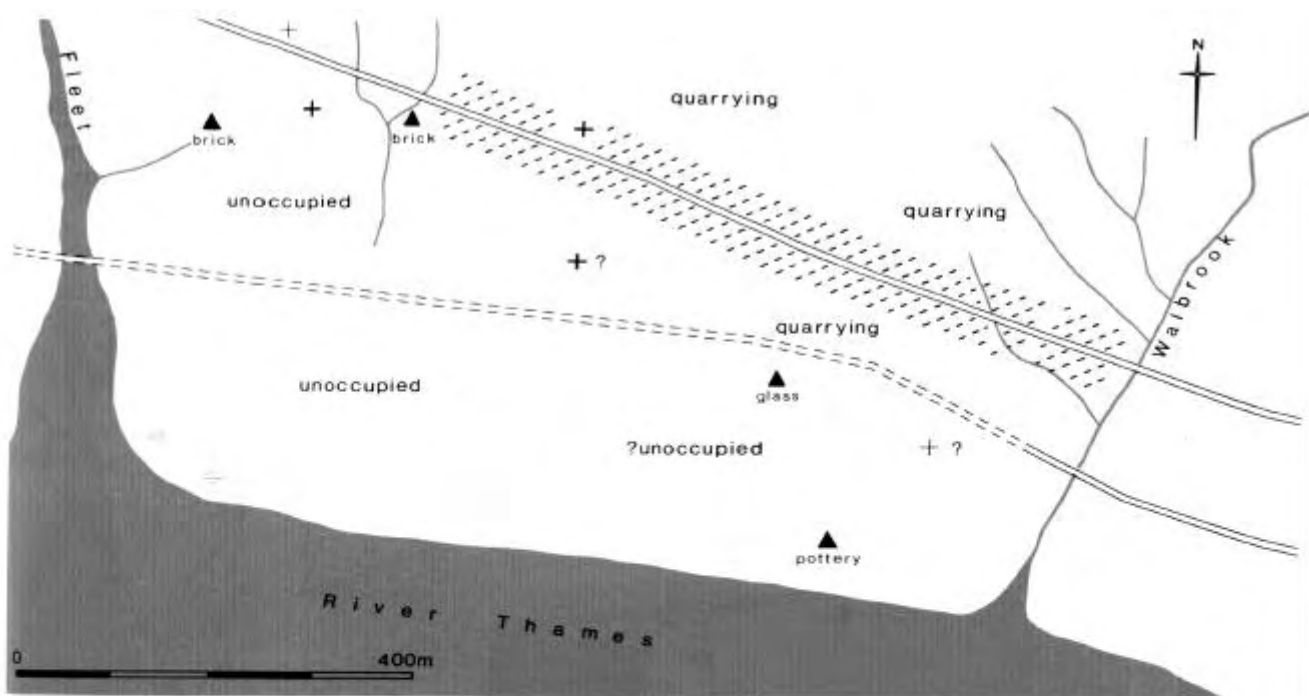 Fleet
N
quarrying
brick
brick
unoccupied
quarrying
?
Walbrook
quarrying
unoccupied
glass
?unoccupied
?
pottery
River Thames
0
400m